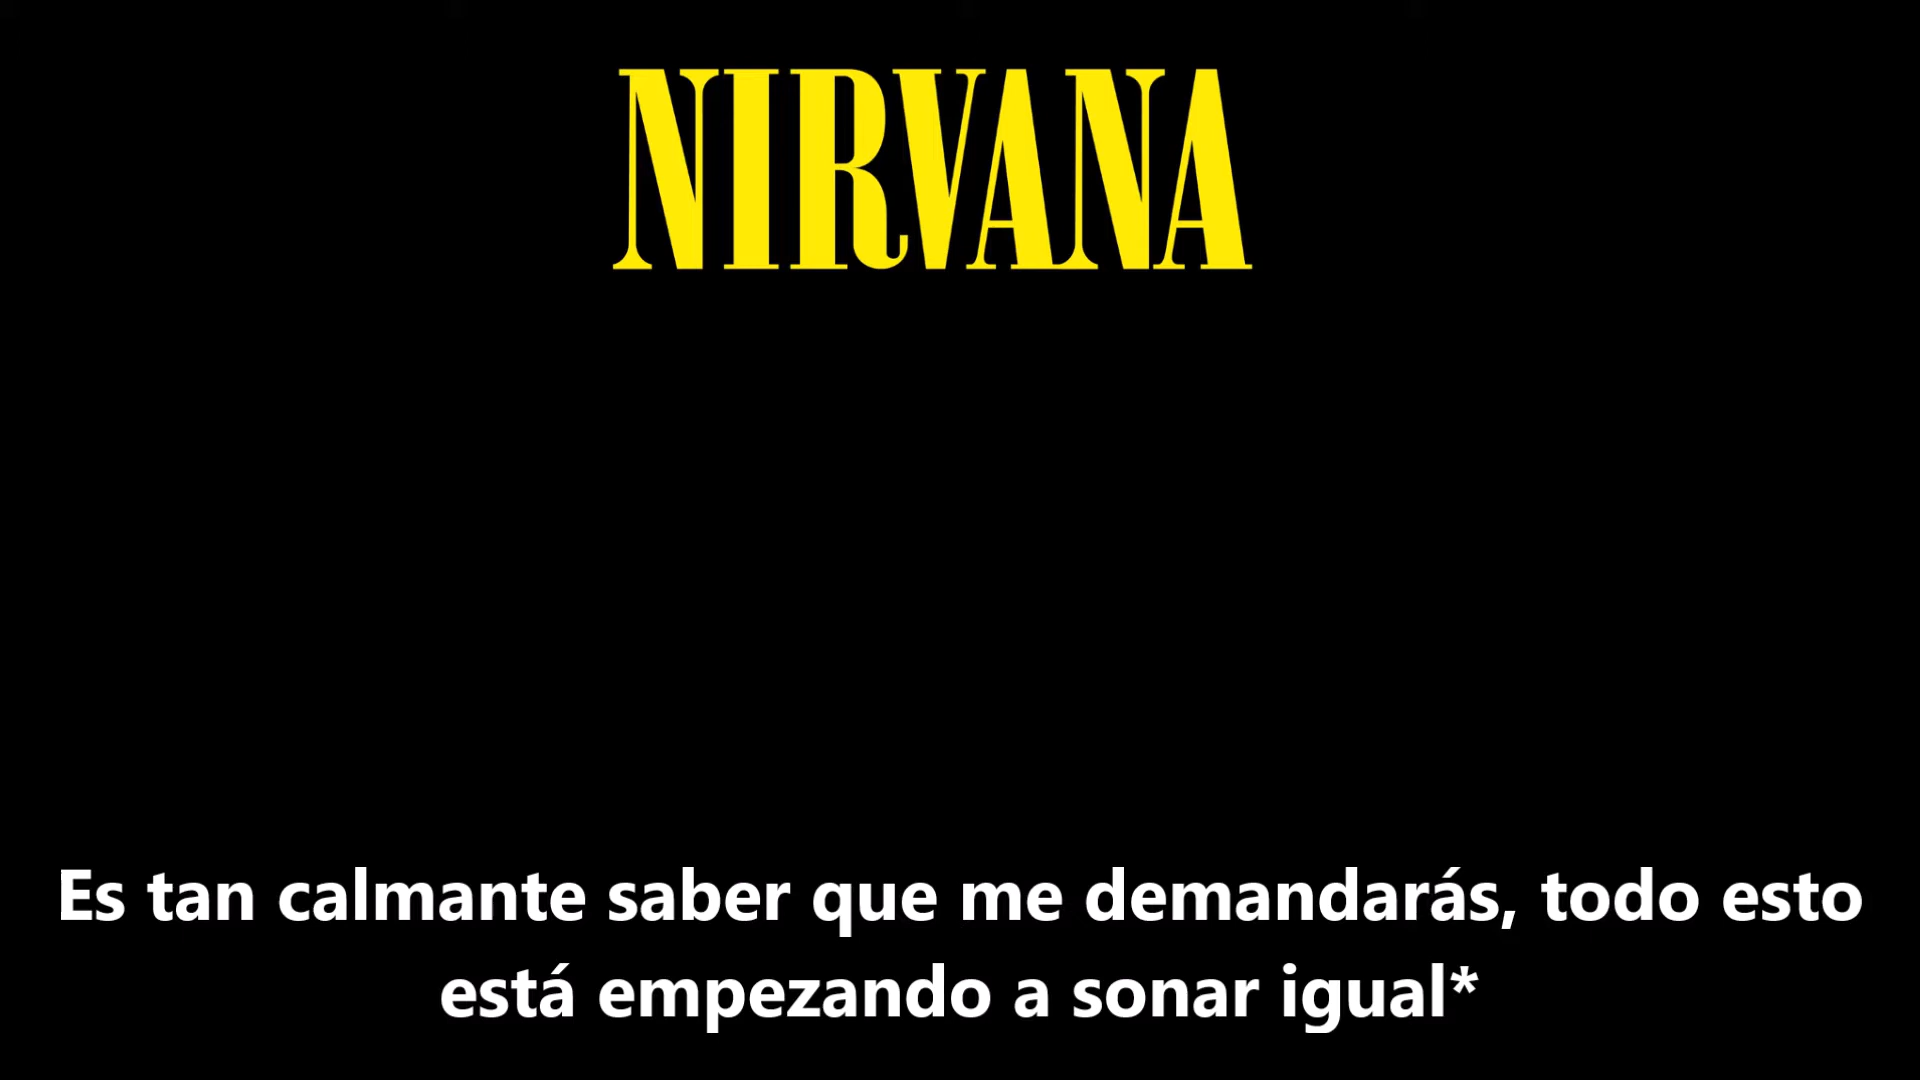 NIRVANA
Es tan calmante saber que me demandarás, todo esto
está empezando a sonar igual*